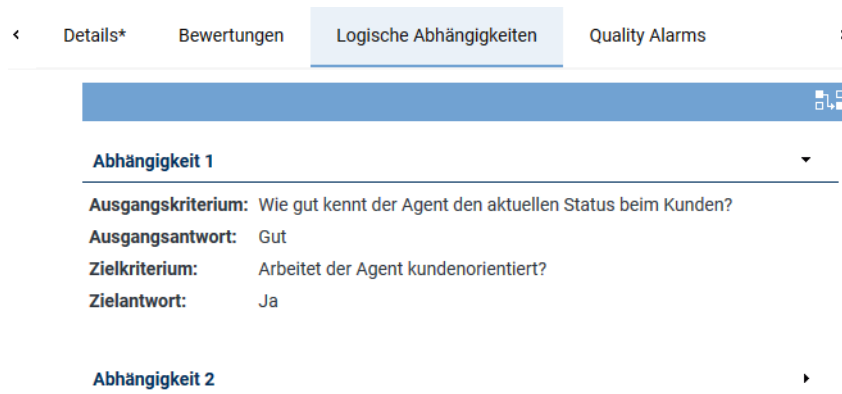 Details* Bewertungen Logische Abhängigkeiten Quality Alarms
Abhängigkeit 1
Ausgangskriterium: Wie gut kennt der Agent den aktuellen Status beim Kunden?
Ausgangsantwort: Gut
Zielkriterium: Arbeitet der Agent kundenorientiert?
Zielantwort: Ja
Abhängigkeit 2